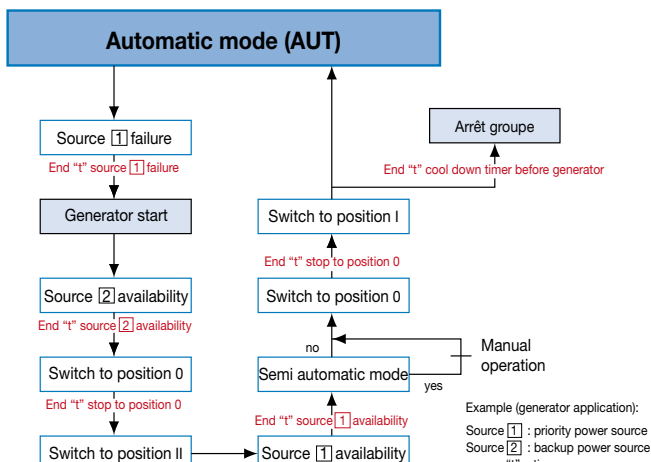 Automatic mode (AUT)
Source 1 failure
End “t” source 1 failure
Generator start
Source 2 availability
End “t” source 2 availability
Switch to position 0
End “t” stop to position 0
Switch to position II
Source 1 availability
End “t” source 1 availability
Semi automatic mode
no
yes
Manual
operation
Switch to position 0
End “t” stop to position 0
Switch to position I
Arrêt groupe
End “t” cool down timer before generator
Example (generator application):
Source 1 : priority power source
Source 2 : backup power source